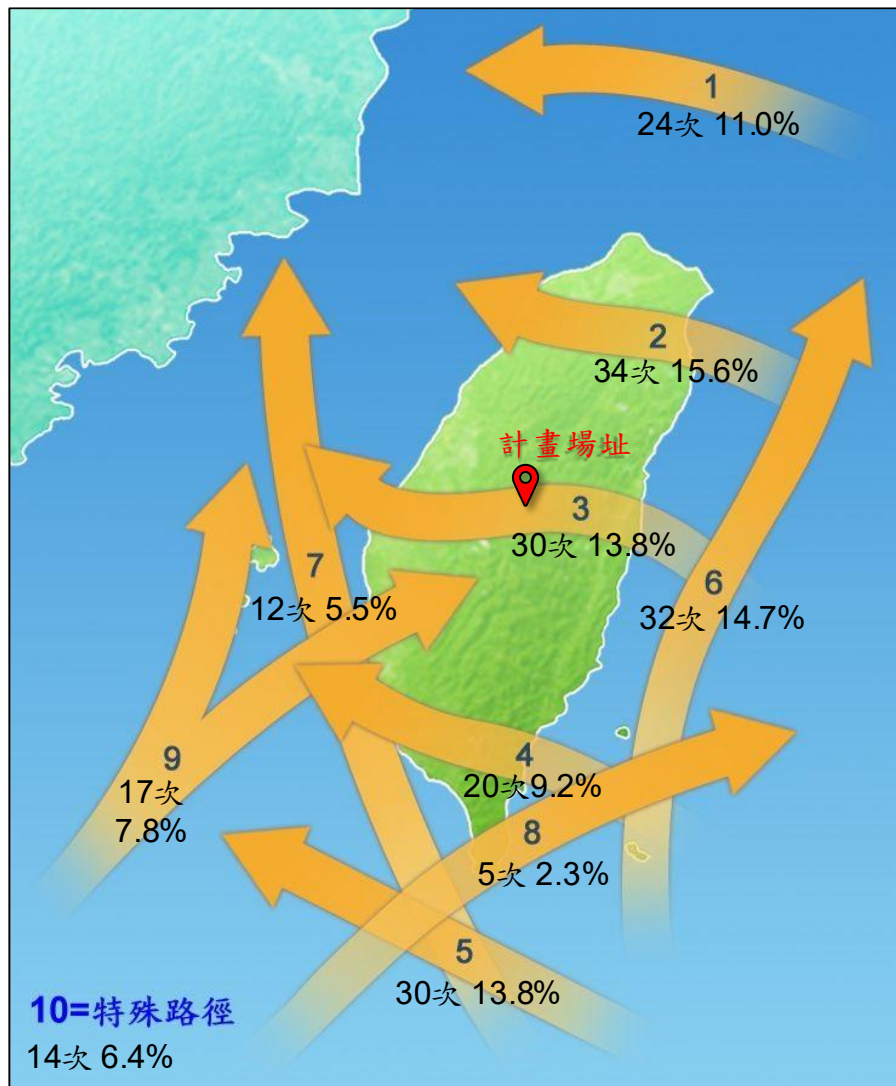 1
24次 11.0%
2
34次 15.6%
計畫場址
3
30次 13.8%
7
12次 5.5%
6
32次 14.7%
4
20次9.2%
9
17次
7.8%
8
5次 2.3%
5
30次 13.8%
10=特殊路徑
14次 6.4%